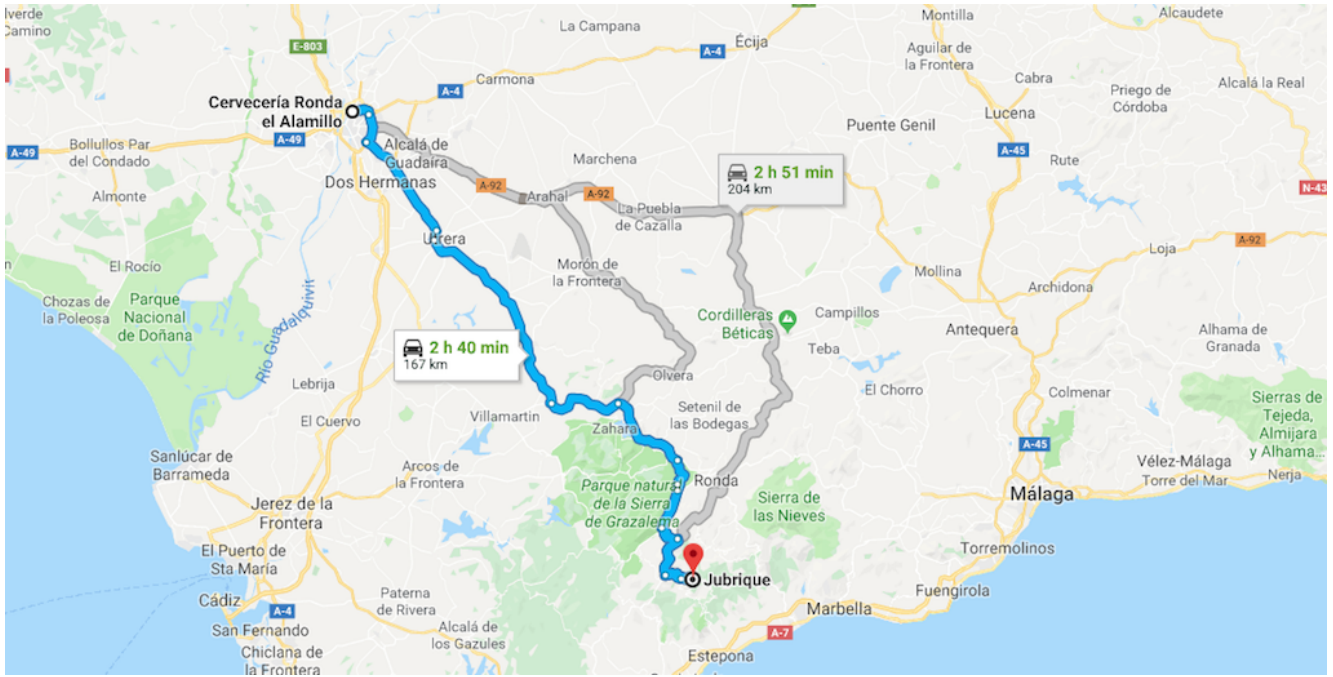 lverde
Camino
La Campana
Montilla
Alcaudete
E-803
A-4
Écija
Aguilar de
la Frontera
Carmona
A-4
Cabra
Alcalá la Real
Priego de
Córdoba
Cervecería Ronda
el Alamillo
Lucena
Puente Genil
A-49
A-49
Bollullos Par
del Condado
Alcalá de
Guadaíra
Marchena
A-45
Rute
2 h 51 min
204 km
Almonte
Dos Hermanas
A-92
Arahal
A-92
N-43
La Puebla
de Cazalla
Utrera
A-92
Loja
El Rocío
Morón de
la Frontera
Mollina
Archidona
Chozas de
la Poleosa
Parque
Nacional
de Doñana
Río Guadalquivir
Cordilleras
Béticas
Campillos
Antequera
Alhama de
Granada
2 h 40 min
167 km
Teba
Olvera
Lebrija
El Chorro
Colmenar
Sierras de
Tejeda,
Almijara
y Alhama...
Villamartin
Setenil de
las Bodegas
El Cuervo
Zahara
A-45
Sanlúcar de
Barrameda
Arcos de
la Frontera
Vélez-Málaga
Torre del Mar
Nerja
Ronda
Parque natura
de la Sierra
de Grazalema
Málaga
Jerez de la
Frontera
Sierra de
las Nieves
Torremolinos
El Puerto de
Sta María
Jubrique
Fuengirola
Cádiz
A-4
Paterna
de Rivera
Marbella
San Fernando
Alcalá de
los Gazules
A-7
Chiclana de
la Frontera
Estepona